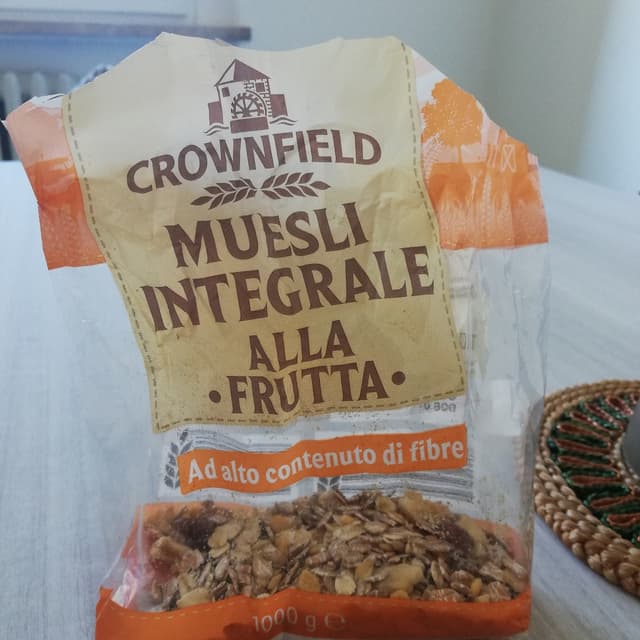 CROWNFIELD
MUESLI
INTEGRALE
ALLA
•FRUTTA•
Ad alto contenuto di fibre
1000 g e